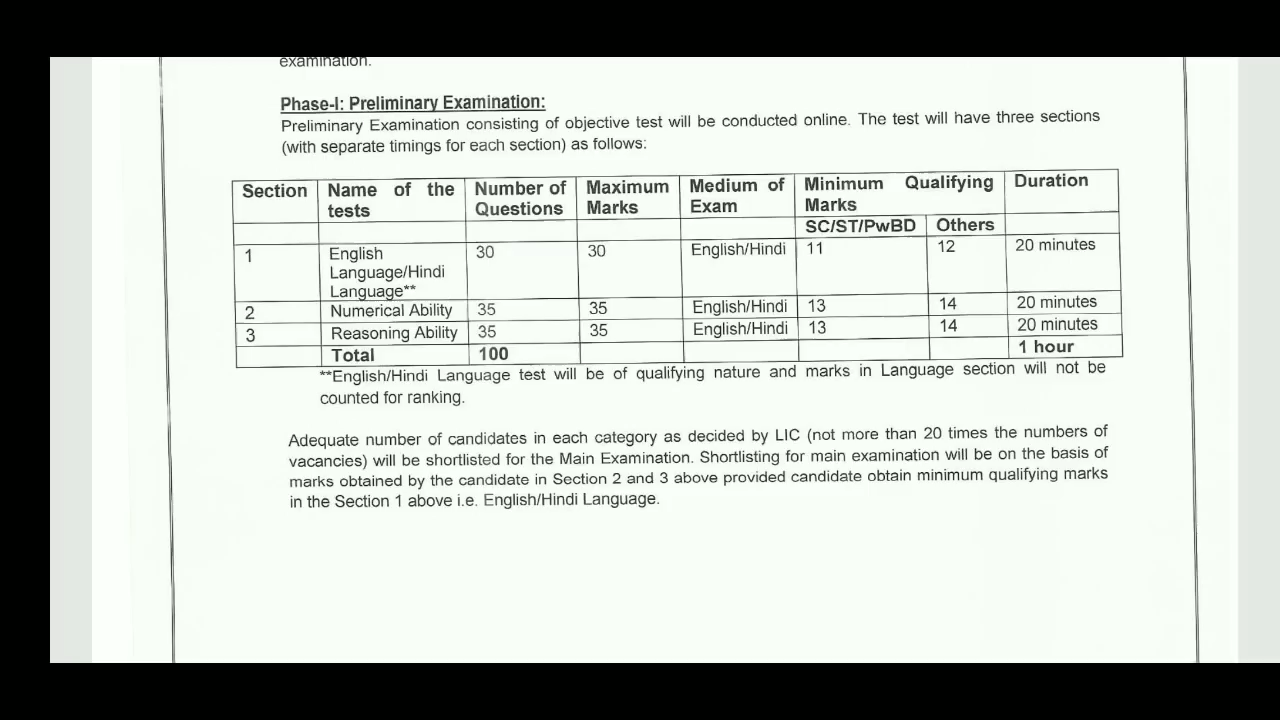 examination.
Phase-I: Preliminary Examination:
Preliminary Examination consisting of objective test will be conducted online. The test will have three sections
(with separate timings for each section) as follows:
Section Name of the tests Number of Questions Maximum Marks Medium of Exam Minimum Qualifying Marks Duration
SC/ST/PwBD Others
1 English Language/Hindi Language** 30 30 English/Hindi 11 12 20 minutes
2 Numerical Ability 35 35 English/Hindi 13 14 20 minutes
3 Reasoning Ability 35 35 English/Hindi 13 14 20 minutes
Total 100 1 hour
**English/Hindi Language test will be of qualifying nature and marks in Language section will not be
counted for ranking.
Adequate number of candidates in each category as decided by LIC (not more than 20 times the numbers of
vacancies) will be shortlisted for the Main Examination. Shortlisting for main examination will be on the basis of
marks obtained by the candidate in Section 2 and 3 above provided candidate obtain minimum qualifying marks
in the Section 1 above i.e. English/Hindi Language.